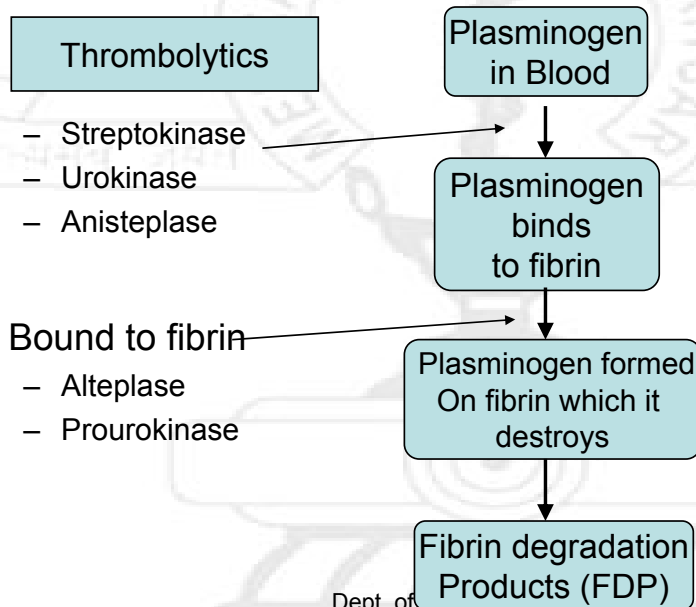 Thrombolytics
– Streptokinase
– Urokinase
– Anisteplase
Bound to fibrin
– Alteplase
– Prourokinase
Plasminogen
in Blood
Plasminogen
binds
to fibrin
Plasminogen formed
On fibrin which it
destroys
Fibrin degradation
Products (FDP)
Dept. of